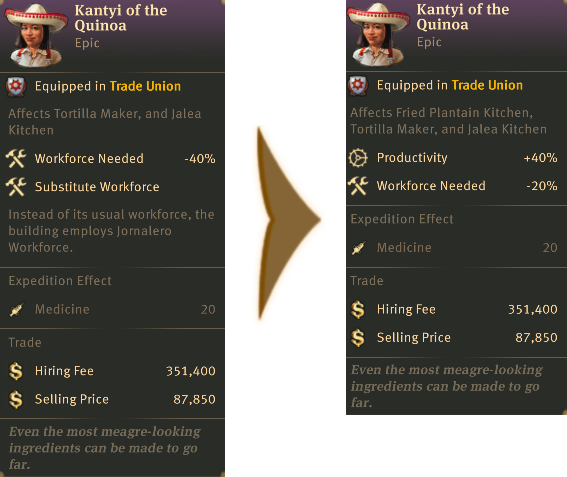 Kantyi of the
Quinoa
Epic
Equipped in Trade Union
Affects Tortilla Maker, and Jalea
Kitchen
Workforce Needed -40%
Substitute Workforce
Instead of its usual workforce, the
building employs Jornalero
Workforce.
Expedition Effect
Medicine 20
Trade
Hiring Fee 351,400
Selling Price 87,850
Even the most meagre-looking
ingredients can be made to go
far.
Kantyi of the
Quinoa
Epic
Equipped in Trade Union
Affects Fried Plantain Kitchen,
Tortilla Maker, and Jalea Kitchen
Productivity +40%
Workforce Needed -20%
Expedition Effect
Medicine 20
Trade
Hiring Fee 351,400
Selling Price 87,850
Even the most meagre-looking
ingredients can be made to go
far.